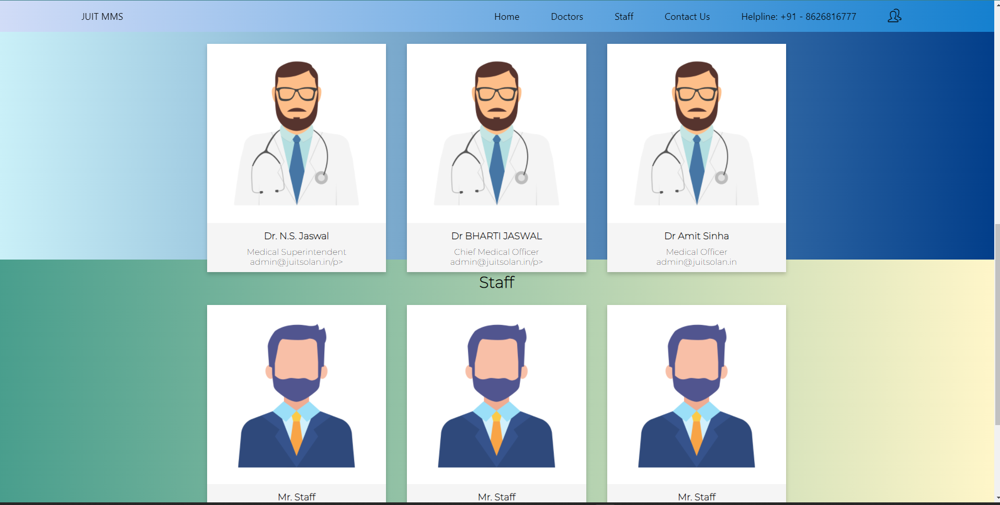 JUIT MMS
Home Doctors Staff Contact Us Helpline: +91 - 8626816777
Dr. N.S. Jaswal
Medical Superintendent
admin@juitsolan.in/p>
Dr BHARTI JASWAL
Chief Medical Officer
admin@juitsolan.in/p>
Dr Amit Sinha
Medical Officer
admin@juitsolan.in
Staff
Mr. Staff
Mr. Staff
Mr. Staff